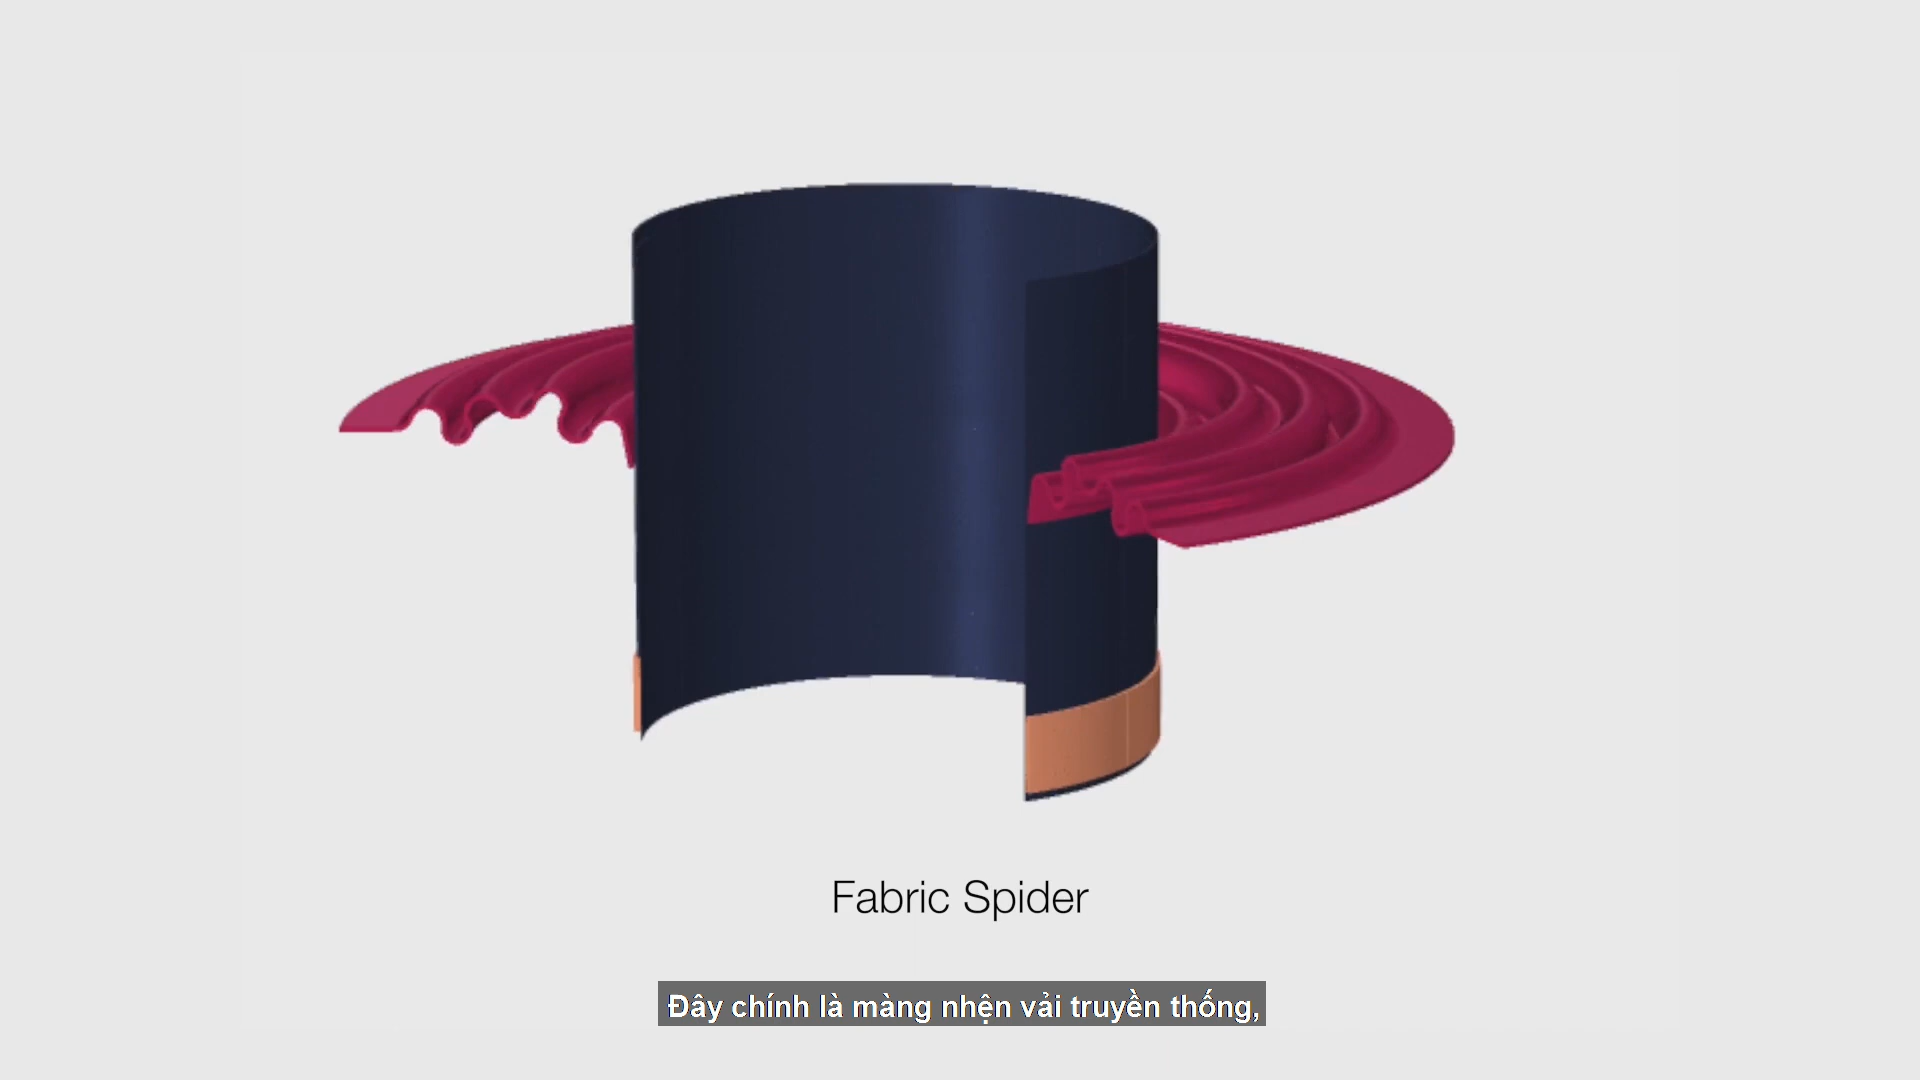 Fabric Spider
Đây chính là màng nhện vải truyền thống,